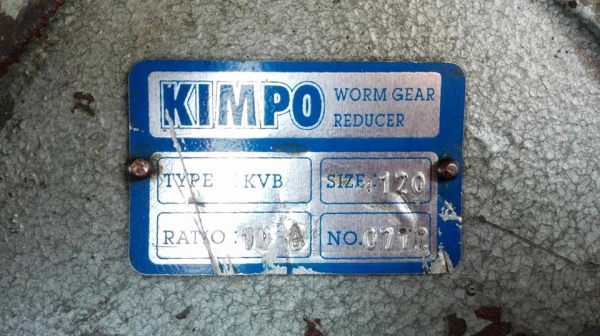 KIMPO
WORM GEAR
REDUCER
TYPE : KVB
SIZE : 120
RATIO :
NO.